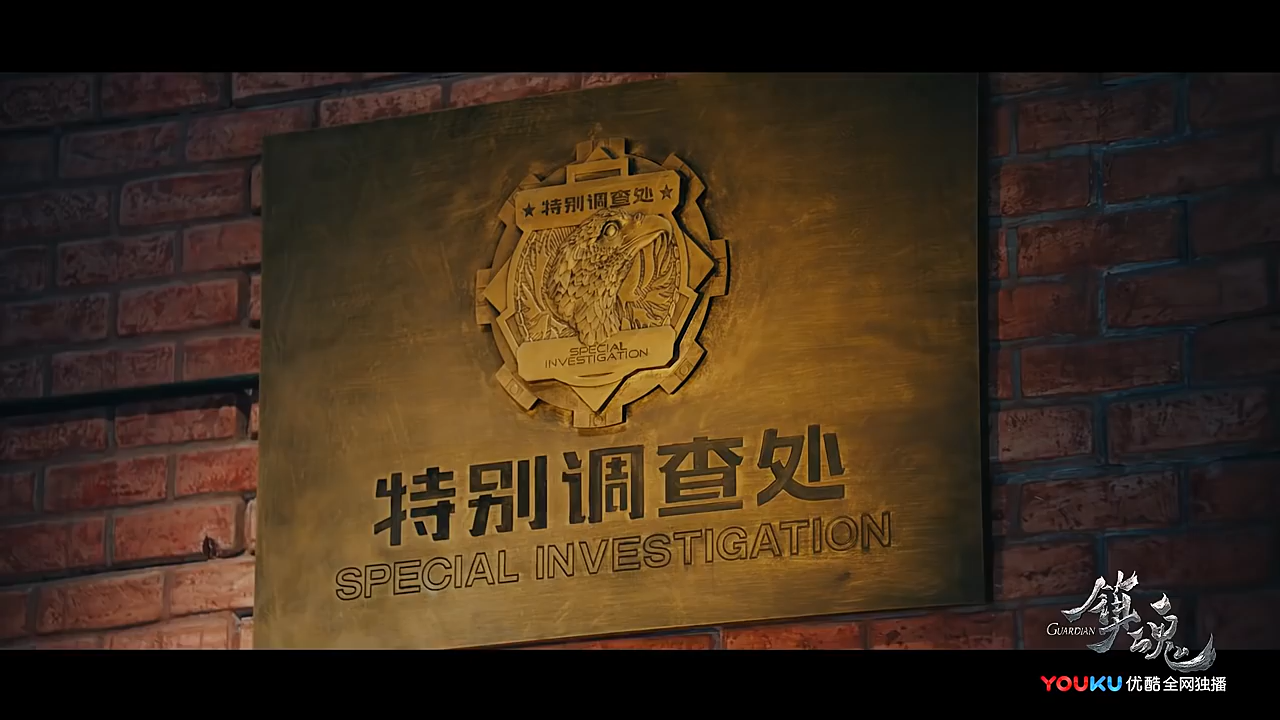 特别调查处
SPECIAL
INVESTIGATION
特别调查处
SPECIAL INVESTIGATION
镇魂
GUARDIAN
YOUKU 优酷全网独播